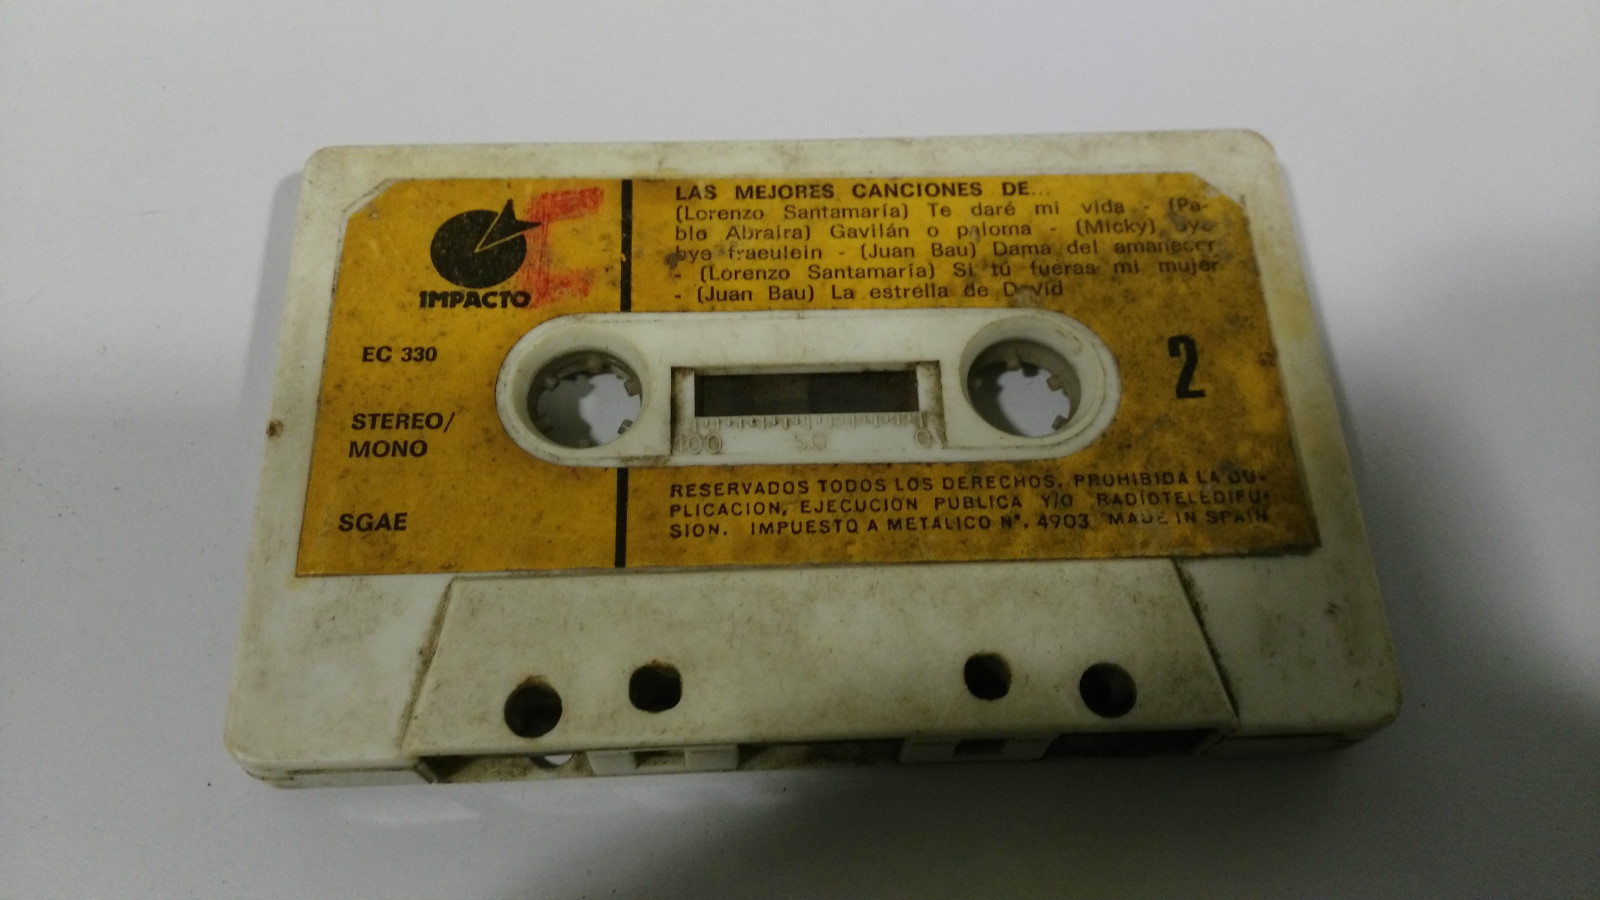 IMPACTO
EC 330
STEREO/
MONO
SGAE
LAS MEJORES CANCIONES DE...
(Lorenzo Santamaría) Te daré mi vida - (Pa-
blo Abraira) Gavilán o paloma - (Micky) bye
bye fraeulein - (Juan Bau) Dama del amanecer
- (Lorenzo Santamaría) Si tú fueras mi mujer
- (Juan Bau) La estrella de David
2
100 50 0
RESERVADOS TODOS LOS DERECHOS. PROHIBIDA LA DU-
PLICACION, EJECUCION PUBLICA Y/O RADIOTELEDIFU-
SION. IMPUESTO A METALICO Nº. 4903 MADE IN SPAIN